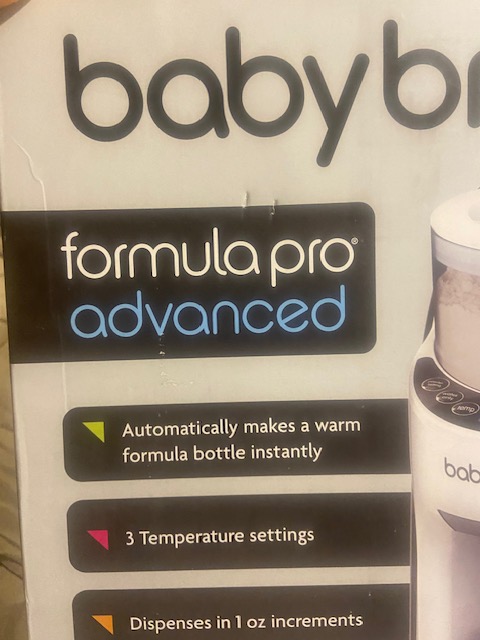 baby b
formula pro®
advanced
Automatically makes a warm
formula bottle instantly
3 Temperature settings
Dispenses in 1 oz increments
temp
bab